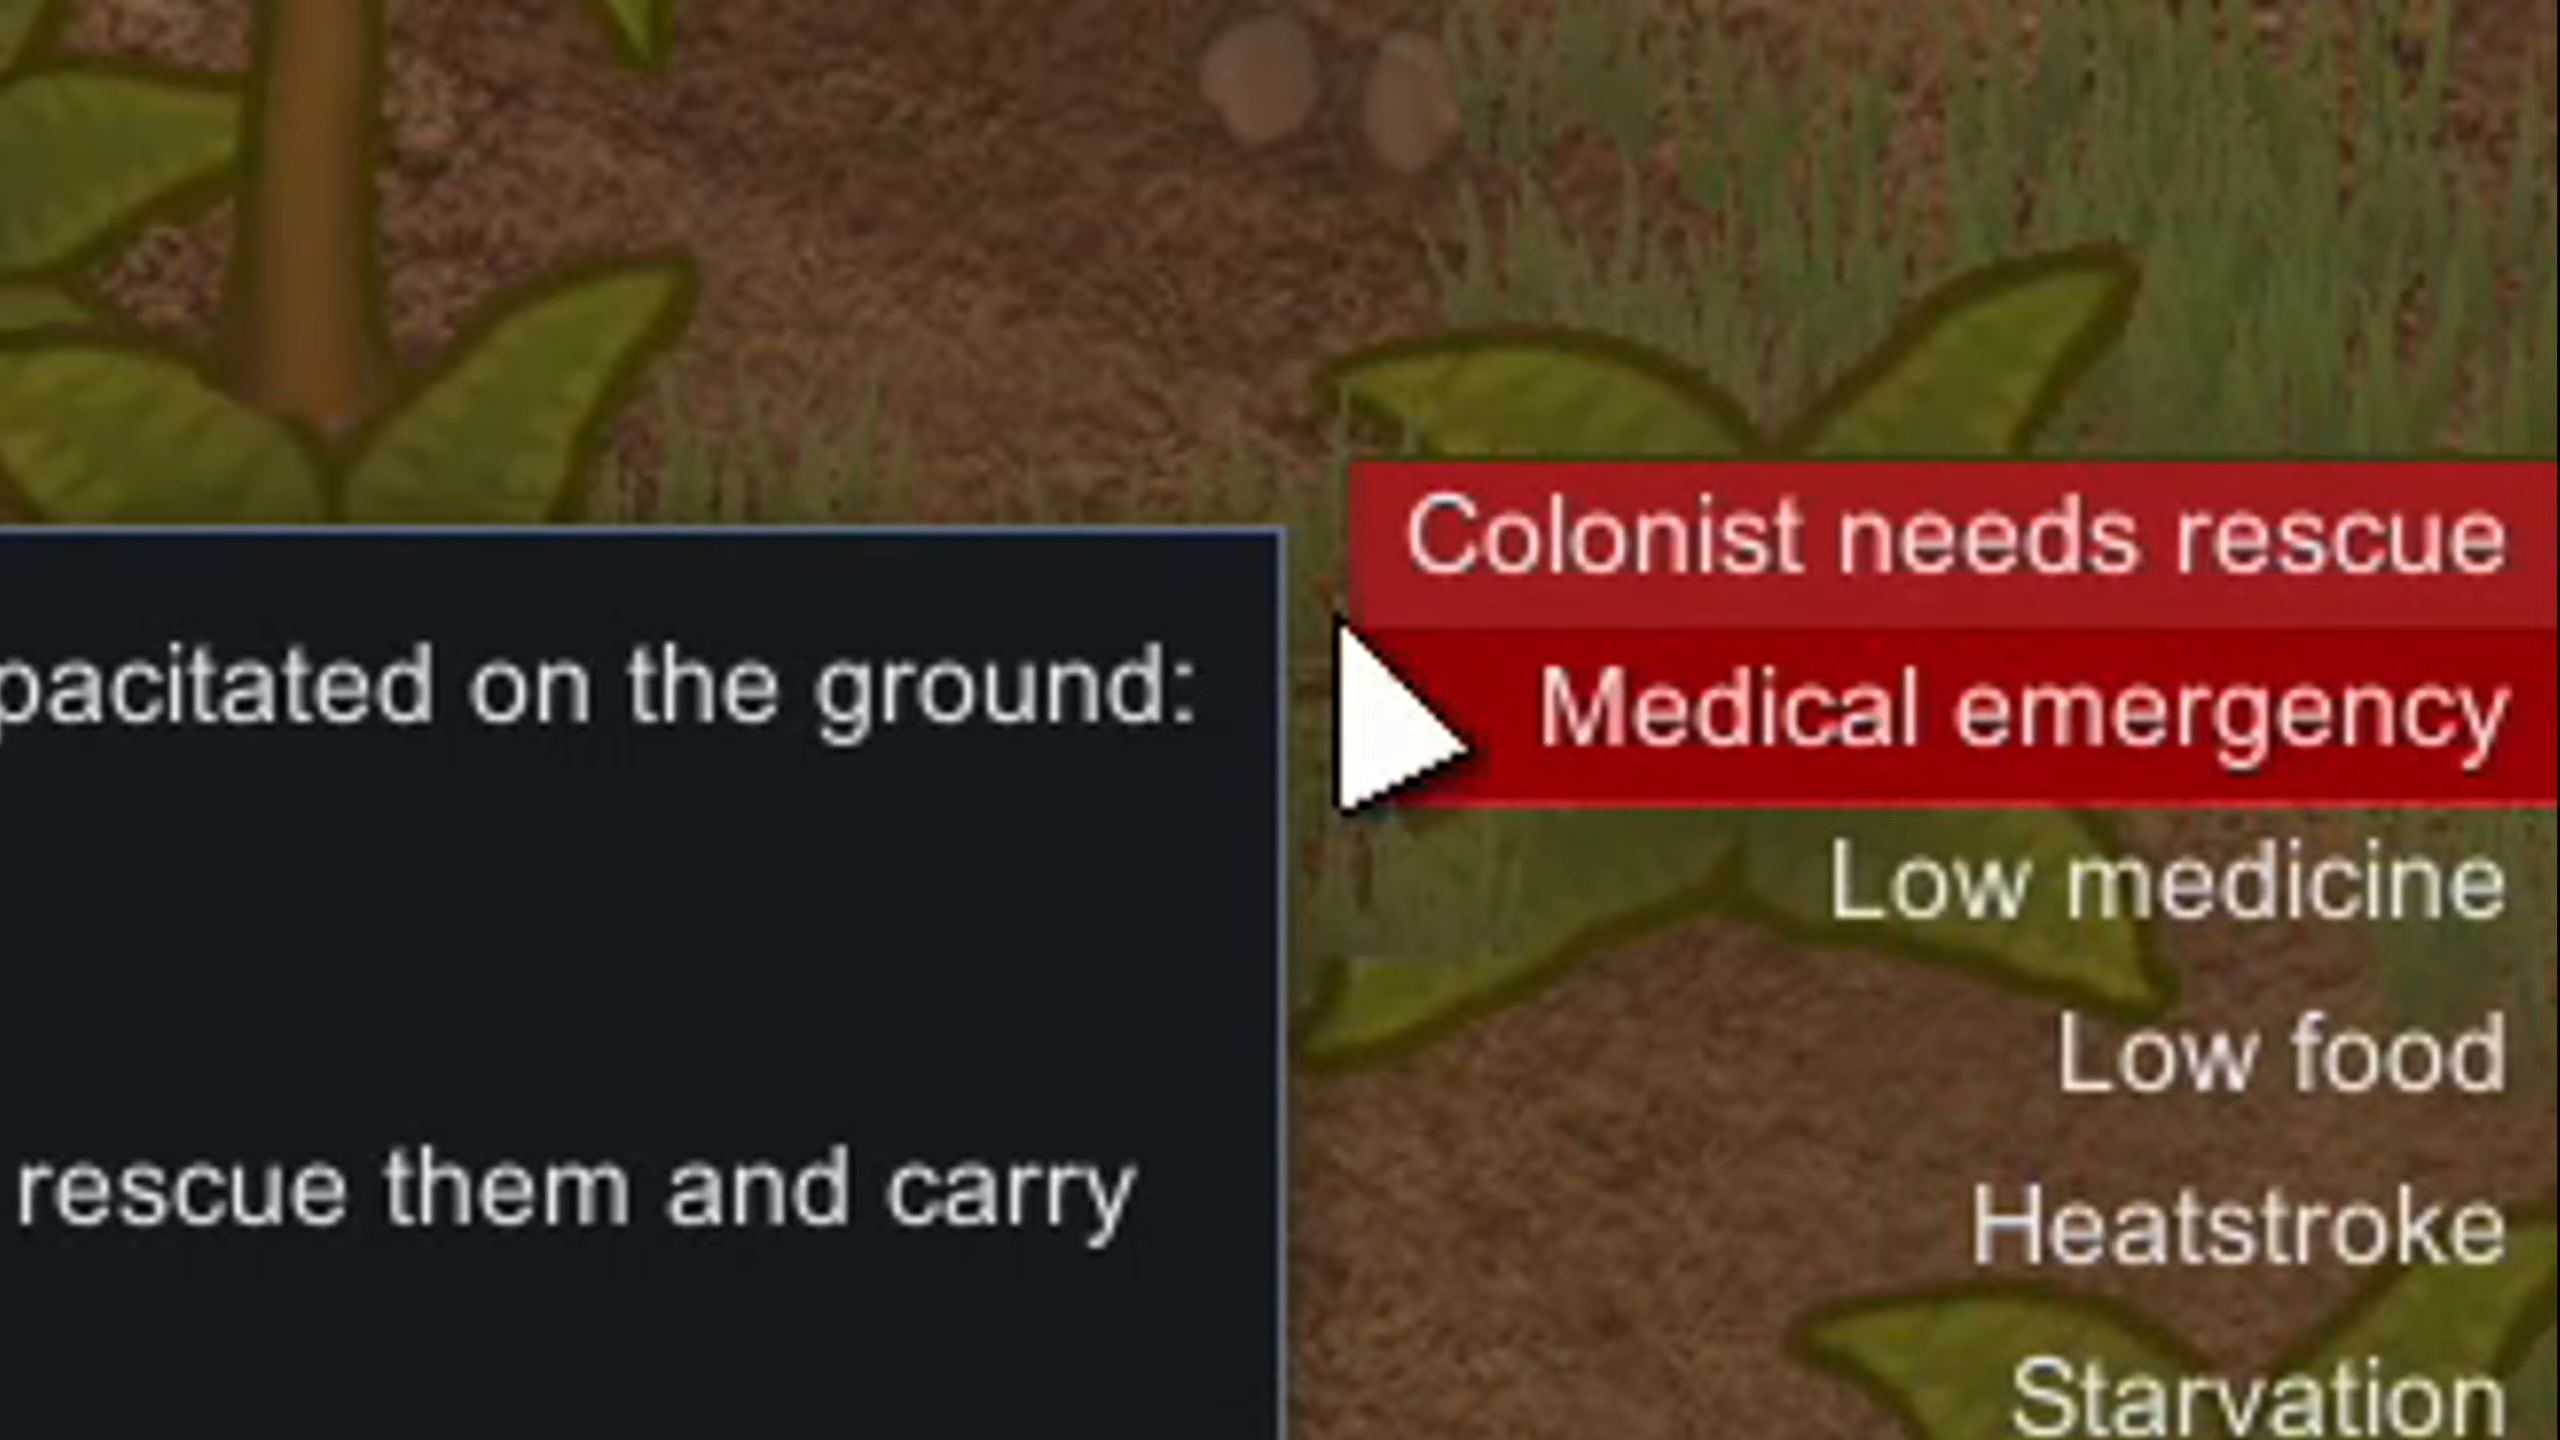 Colonist needs rescue
pacitated on the ground:
Medical emergency
Low medicine
Low food
rescue them and carry
Heatstroke
Starvation